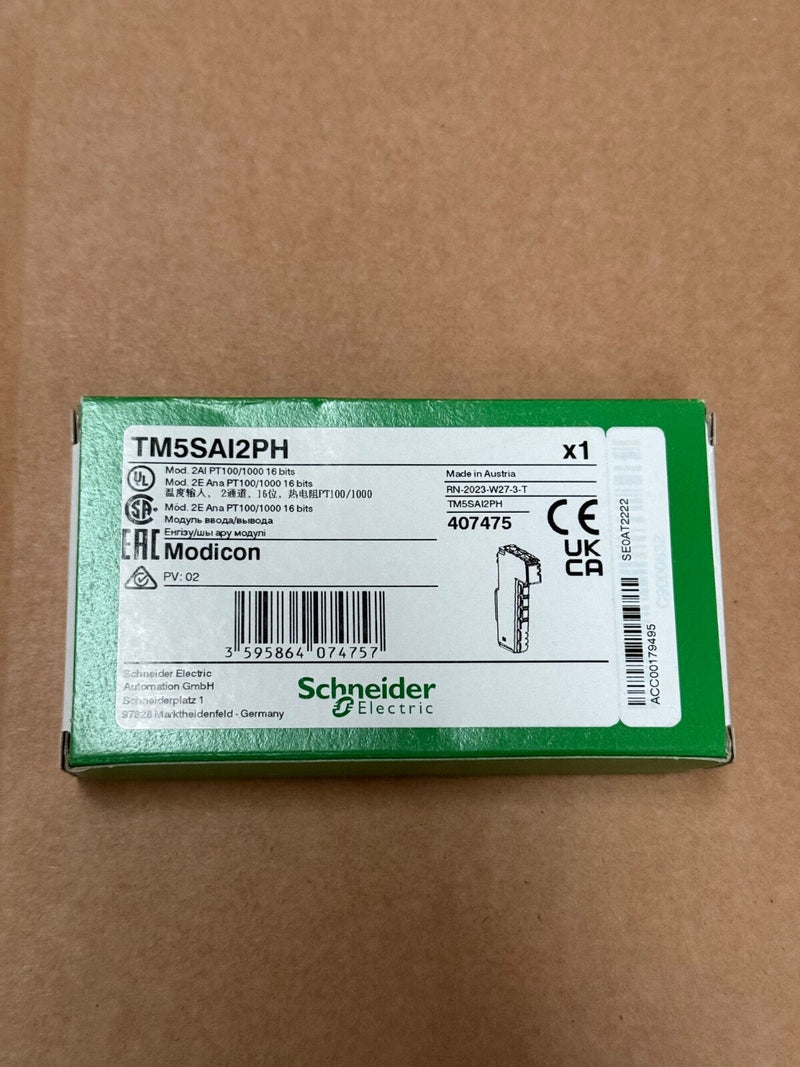 TM5SAI2PH
x1
Mod. 2AI PT100/1000 16 bits
Mod. 2E Ana PT100/1000 16 bits
温度输入, 2通道, 16位, 热电阻PT100/1000
Mód. 2E Ana PT100/1000 16 bits
Модуль ввода/вывода
Енгізу/шығару модулі
Modicon
PV: 02
UL
SA
EAC
Made in Austria
RN-2023-W27-3-T
TM5SAI2PH
407475
CE
UK
CA
3 595864 074757
Schneider Electric
Automation GmbH
Schneiderplatz 1
97828 Marktheidenfeld - Germany
Schneider
Electric
SE0AT2222
ACC00179495